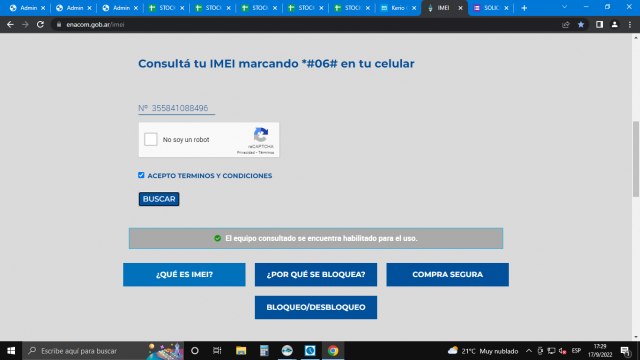 Admin
Admin
Admin
STOC
STOC
STOC
STOC
STOC
Kerio
IMEI
SOLIC
enacom.gob.ar/imei
Consultá tu IMEI marcando *#06# en tu celular
Nº 355841088496
No soy un robot
reCAPTCHA
Privacidad • Términos
ACEPTO TERMINOS Y CONDICIONES
BUSCAR
El equipo consultado se encuentra habilitado para el uso.
¿QUÉ ES IMEI?
¿POR QUÉ SE BLOQUEA?
COMPRA SEGURA
BLOQUEO/DESBLOQUEO
Escribe aquí para buscar
21°C Muy nublado
ESP
17:29
17/9/2022